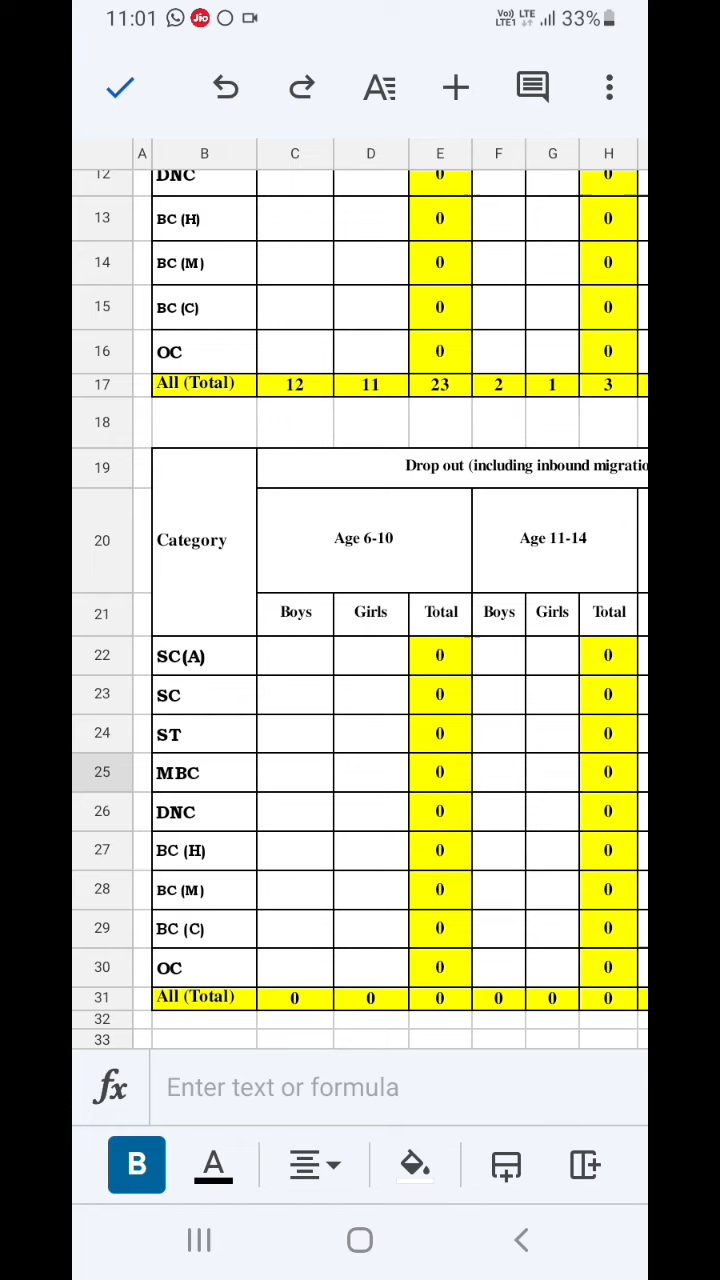 11:01 Jio Vo)) LTE LTE1 33%
A B C D E F G H
12 DNC 0 0
13 BC (H) 0 0
14 BC (M) 0 0
15 BC (C) 0 0
16 OC 0 0
17 All (Total) 12 11 23 2 1 3
18
19 Drop out (including inbound migratio
20 Category Age 6-10 Age 11-14
21 Boys Girls Total Boys Girls Total
22 SC(A) 0 0
23 SC 0 0
24 ST 0 0
25 MBC 0 0
26 DNC 0 0
27 BC (H) 0 0
28 BC (M) 0 0
29 BC (C) 0 0
30 OC 0 0
31 All (Total) 0 0 0 0 0 0
32
33
fx Enter text or formula
B A